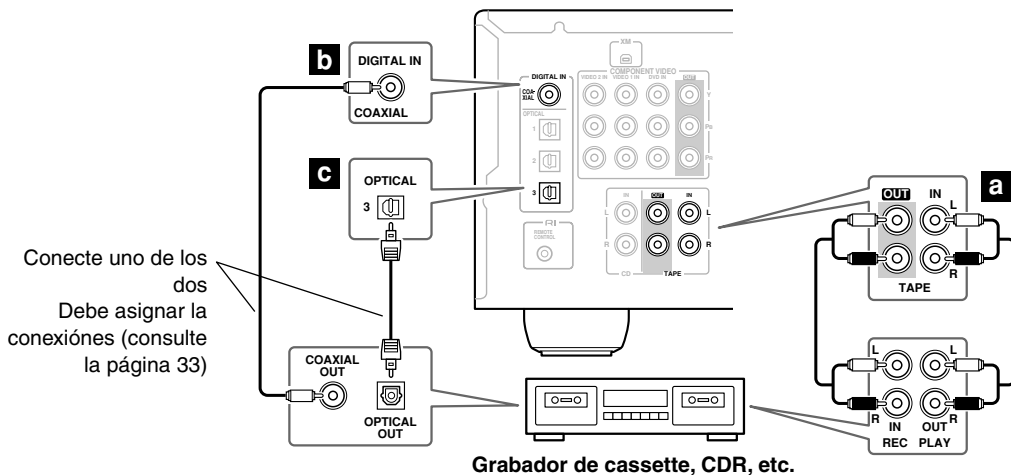 b
DIGITAL IN
COAXIAL
c
OPTICAL
3
Conecte uno de los
dos
Debe asignar la
conexiónes (consulte
la página 33)
COAXIAL
OUT
OPTICAL
OUT
XM
COMPONENT VIDEO
VIDEO 2 IN VIDEO 1 IN DVD IN OUT
Y
PB
PR
DIGITAL IN
COA-
XIAL
OPTICAL
1
2
3
RI
REMOTE
CONTROL
IN OUT IN
L L
R R
CD TAPE
a
OUT IN
L
R
TAPE
L L
R R
IN OUT
REC PLAY
Grabador de cassette, CDR, etc.